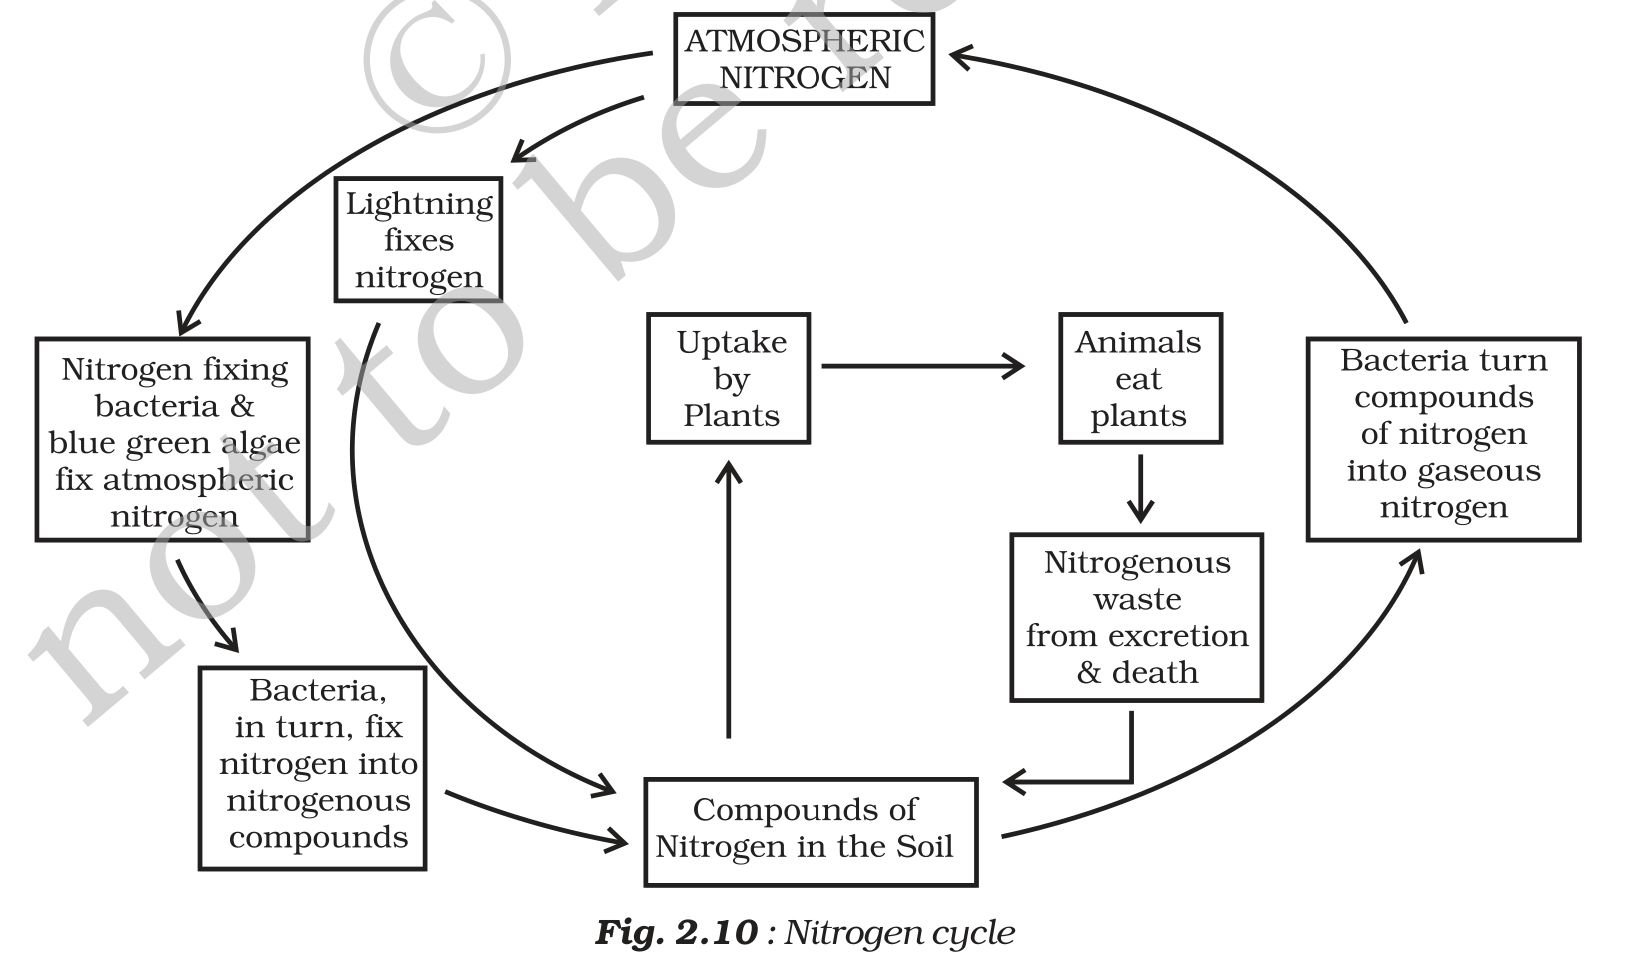 ATMOSPHERIC
NITROGEN
Lightning
fixes
nitrogen
Nitrogen fixing
bacteria &
blue green algae
fix atmospheric
nitrogen
Uptake
by
Plants
Animals
eat
plants
Bacteria turn
compounds
of nitrogen
into gaseous
nitrogen
Nitrogenous
waste
from excretion
& death
Bacteria,
in turn, fix
nitrogen into
nitrogenous
compounds
Compounds of
Nitrogen in the Soil
Fig. 2.10 : Nitrogen cycle
©
not to be